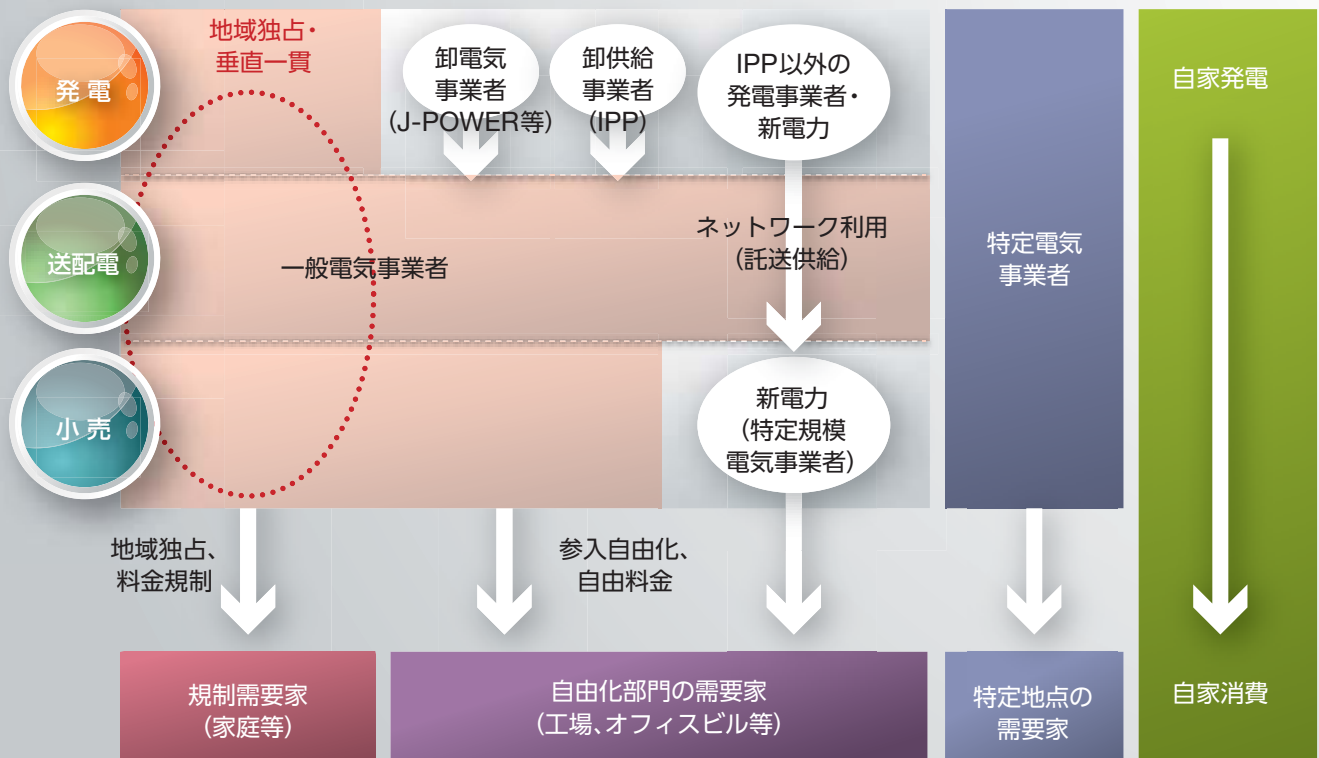 発 電
地域独占・
垂直一貫
卸電気
事業者
(J-POWER等)
卸供給
事業者
(IPP)
IPP以外の
発電事業者・
新電力
自家発電
送配電
一般電気事業者
ネットワーク利用
(託送供給)
特定電気
事業者
小 売
新電力
(特定規模
電気事業者)
地域独占、
料金規制
参入自由化、
自由料金
規制需要家
(家庭等)
自由化部門の需要家
(工場、オフィスビル等)
特定地点の
需要家
自家消費